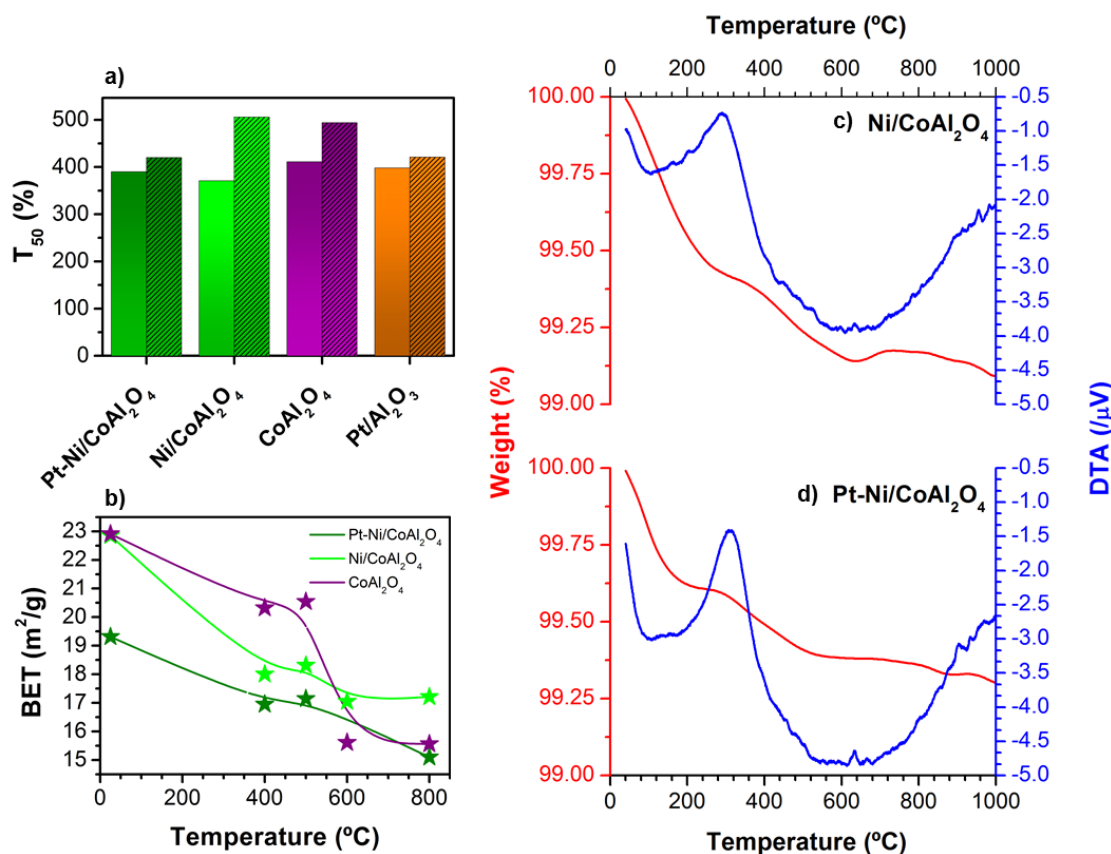 a)
500
400
300
200
100
0
T50 (%)
Pt-Ni/CoAl2O4
Ni/CoAl2O4
CoAl2O4
Pt/Al2O3
b)
23
22
21
20
19
18
17
16
15
BET (m2/g)
Pt-Ni/CoAl2O4
Ni/CoAl2O4
CoAl2O4
0 200 400 600 800
Temperature (ºC)
Temperature (ºC)
0 200 400 600 800 1000
c) Ni/CoAl2O4
100.00
99.75
99.50
99.25
99.00
-0.5
-1.0
-1.5
-2.0
-2.5
-3.0
-3.5
-4.0
-4.5
-5.0
Weight (%)
DTA (/µV)
d) Pt-Ni/CoAl2O4
100.00
99.75
99.50
99.25
99.00
-0.5
-1.0
-1.5
-2.0
-2.5
-3.0
-3.5
-4.0
-4.5
-5.0
0 200 400 600 800 1000
Temperature (ºC)